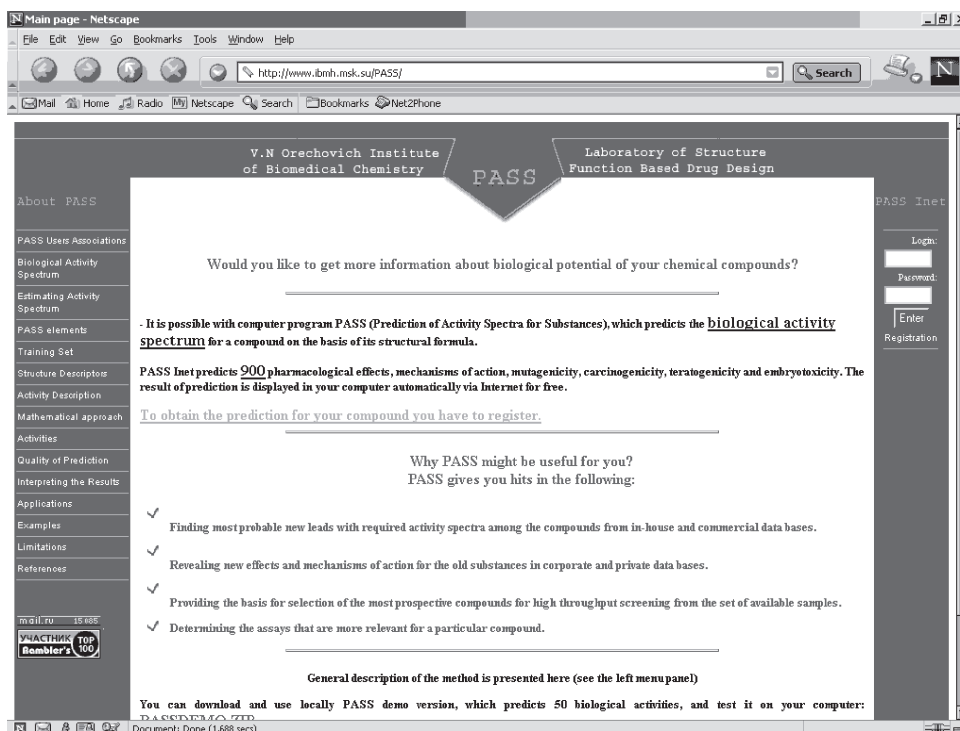 Main page - Netscape
File Edit View Go Bookmarks Tools Window Help
http://www.ibmh.msk.su/PASS/
Search
N
Mail Home Radio My Netscape Search Bookmarks Net2Phone
V.N Orechovich Institute
of Biomedical Chemistry
PASS
Laboratory of Structure
Function Based Drug Design
About PASS
PASS Users Associations
Biological Activity
Spectrum
Estimating Activity
Spectrum
PASS elements
Training Set
Structure Descriptors
Activity Description
Mathematical approach
Activities
Quality of Prediction
Interpreting the Results
Applications
Examples
Limitations
References
mail.ru 15 885
УЧАСТНИК
Rambler's
TOP
100
Would you like to get more information about biological potential of your chemical compounds?
- It is possible with computer program PASS (Prediction of Activity Spectra for Substances), which predicts the biological activity
spectrum for a compound on the basis of its structural formula.
PASS Inet predicts 900 pharmacological effects, mechanisms of action, mutagenicity, carcinogenicity, teratogenicity and embryotoxicity. The
result of prediction is displayed in your computer automatically via Internet for free.
To obtain the prediction for your compound you have to register.
Why PASS might be useful for you?
PASS gives you hits in the following:
Finding most probable new leads with required activity spectra among the compounds from in-house and commercial data bases.
Revealing new effects and mechanisms of action for the old substances in corporate and private data bases.
Providing the basis for selection of the most prospective compounds for high throughput screening from the set of available samples.
Determining the assays that are more relevant for a particular compound.
General description of the method is presented here (see the left menu panel)
You can download and use locally PASS demo version, which predicts 50 biological activities, and test it on your computer:
PASSDEMO.ZIP
PASS Inet
Login:
Password:
Enter
Registration
Document: Done (1.688 secs)